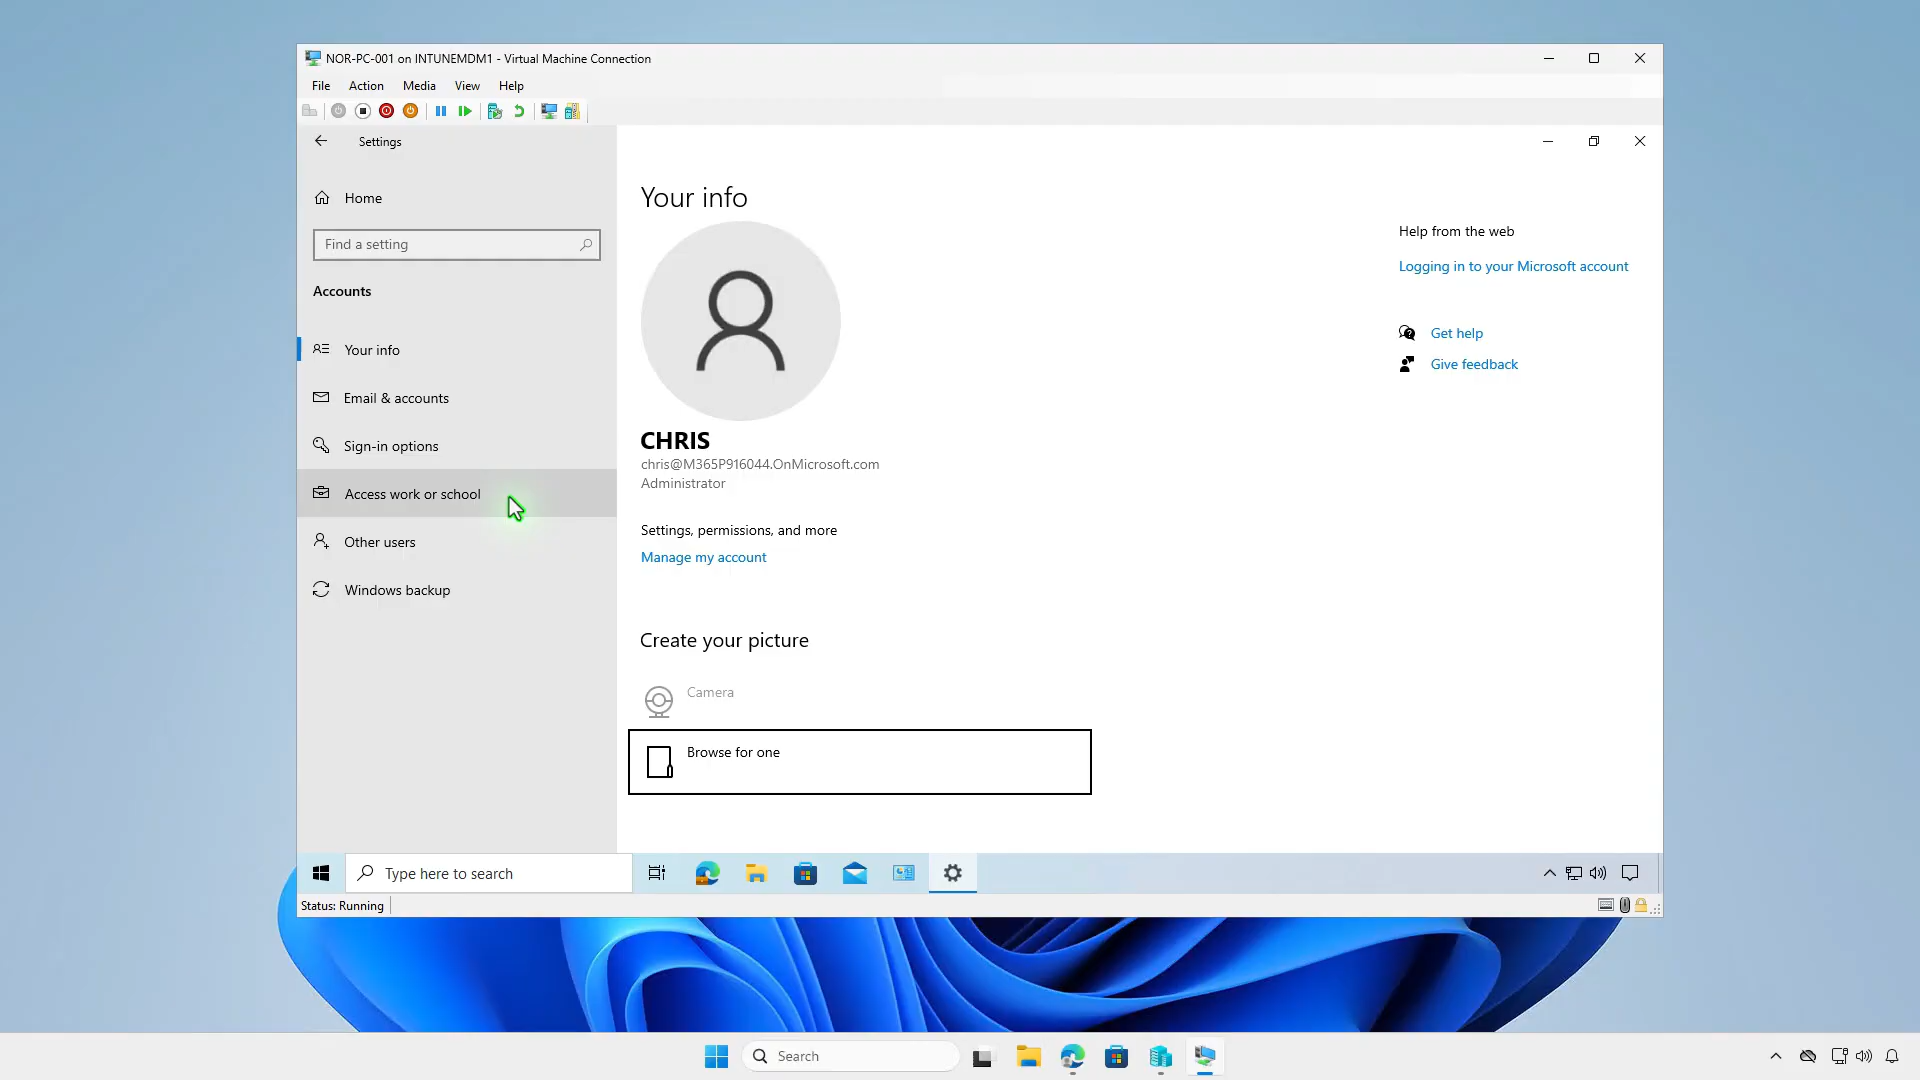 NOR-PC-001 on INTUNEMDM1 - Virtual Machine Connection
File Action Media View Help
Settings
Home
Find a setting
Accounts
Your info
Email & accounts
Sign-in options
Access work or school
Other users
Windows backup
Your info
CHRIS
chris@M365P916044.OnMicrosoft.com
Administrator
Settings, permissions, and more
Manage my account
Create your picture
Camera
Browse for one
Help from the web
Logging in to your Microsoft account
Get help
Give feedback
Type here to search
Status: Running
Search